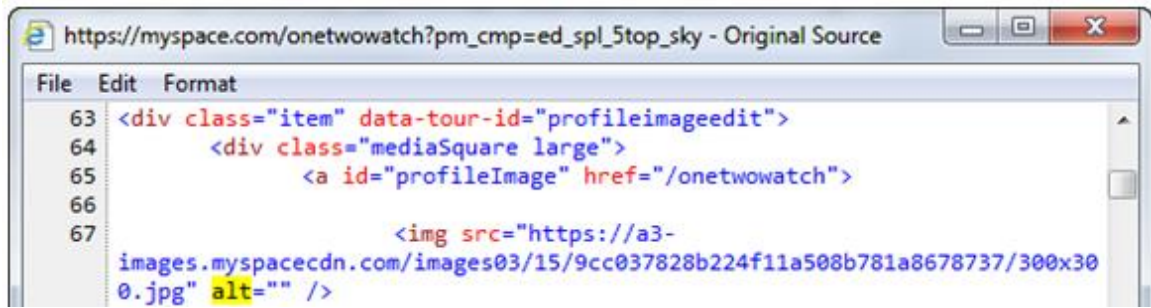 https://myspace.com/onetwowatch?pm_cmp=ed_spl_5top_sky - Original Source
File Edit Format
63 <div class="item" data-tour-id="profileimageedit">
64 <div class="mediaSquare large">
65 <a id="profileImage" href="/onetwowatch">
66
67 <img src="https://a3-
images.myspacecdn.com/images03/15/9cc037828b224f11a508b781a8678737/300x30
0.jpg" alt="" />